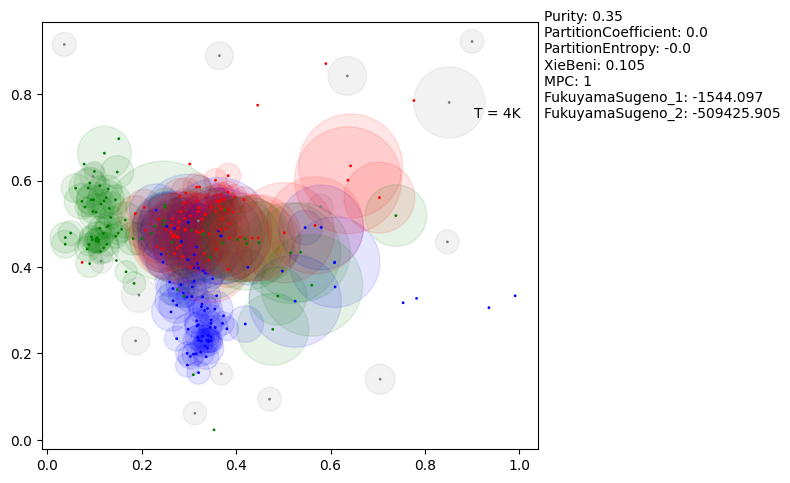 Purity: 0.35
PartitionCoefficient: 0.0
PartitionEntropy: -0.0
XieBeni: 0.105
MPC: 1
FukuyamaSugeno_1: -1544.097
FukuyamaSugeno_2: -509425.905
T = 4K
0.8
0.6
0.4
0.2
0.0
0.0 0.2 0.4 0.6 0.8 1.0